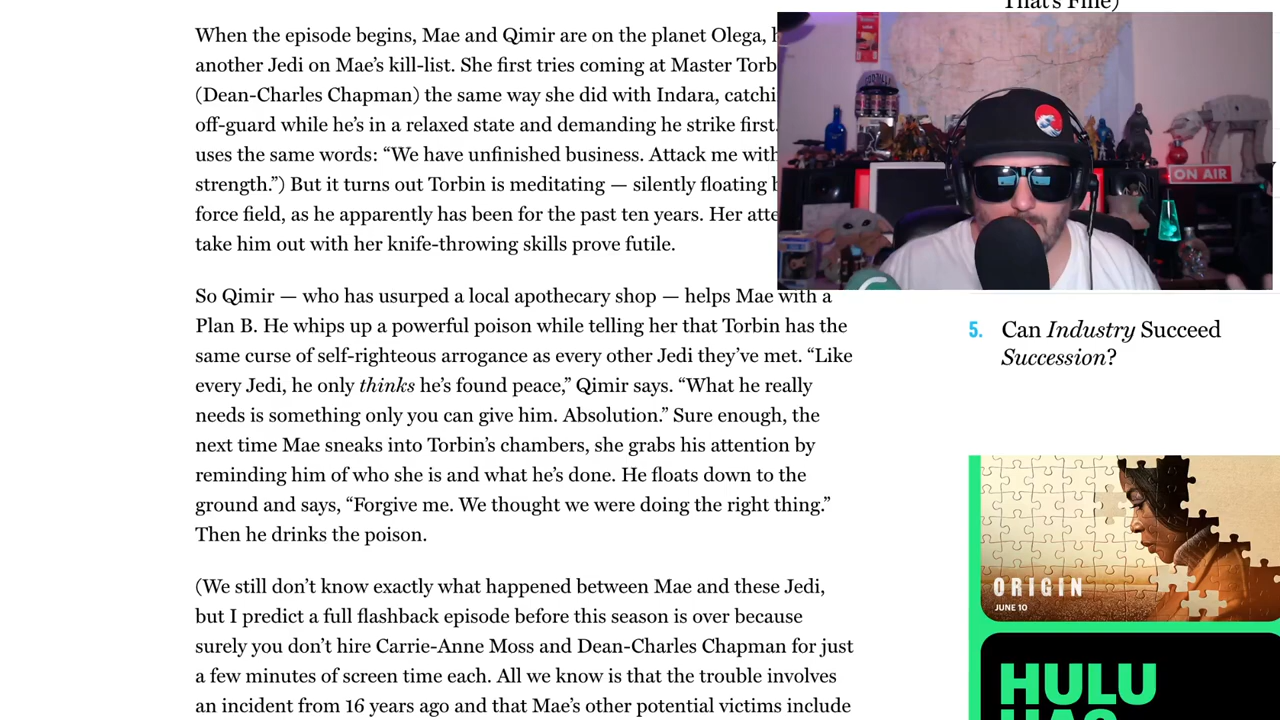 That's Fine)
When the episode begins, Mae and Qimir are on the planet Olega,
another Jedi on Mae's kill-list. She first tries coming at Master
(Dean-Charles Chapman) the same way she did with Indara,
off-guard while he's in a relaxed state and demanding he strike first.
uses the same words: “We have unfinished business. Attack me with
strength.”) But it turns out Torbin is meditating — silently floating
force field, as he apparently has been for the past ten years. Her
take him out with her knife-throwing skills prove futile.
ON AIR
So Qimir — who has usurped a local apothecary shop — helps Mae with a
Plan B. He whips up a powerful poison while telling her that Torbin has the
same curse of self-righteous arrogance as every other Jedi they've met. “Like
every Jedi, he only thinks he's found peace,” Qimir says. “What he really
needs is something only you can give him. Absolution.” Sure enough, the
next time Mae sneaks into Torbin's chambers, she grabs his attention by
reminding him of who she is and what he's done. He floats down to the
ground and says, “Forgive me. We thought we were doing the right thing.”
Then he drinks the poison.
(We still don't know exactly what happened between Mae and these Jedi,
but I predict a full flashback episode before this season is over because
surely you don't hire Carrie-Anne Moss and Dean-Charles Chapman for just
a few minutes of screen time each. All we know is that the trouble involves
an incident from 16 years ago and that Mae's other potential victims include
5. Can Industry Succeed
Succession?
ORIGIN
JUNE 10
HULU
HAS